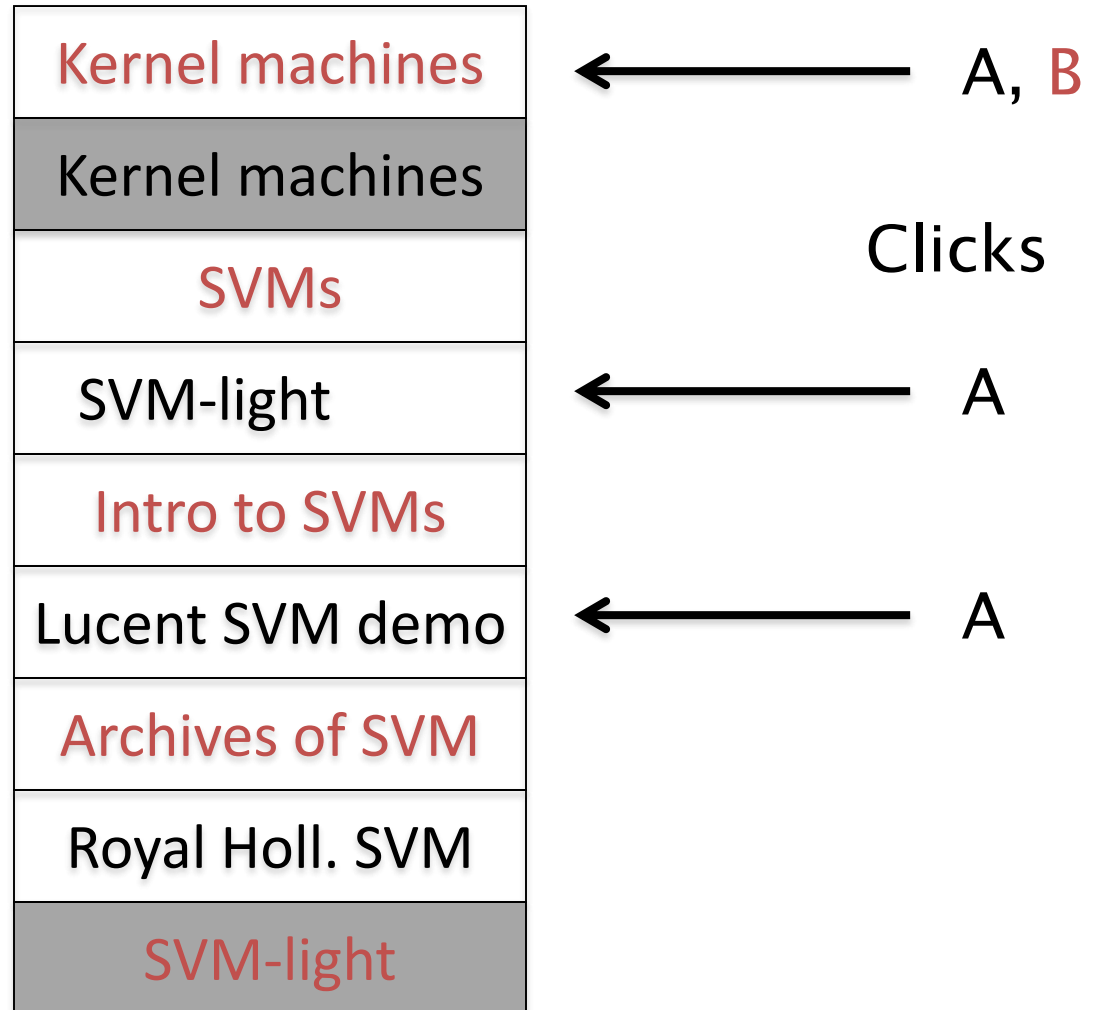 Kernel machines
A, B
Kernel machines
Clicks
SVMs
SVM-light
A
Intro to SVMs
Lucent SVM demo
A
Archives of SVM
Royal Holl. SVM
SVM-light